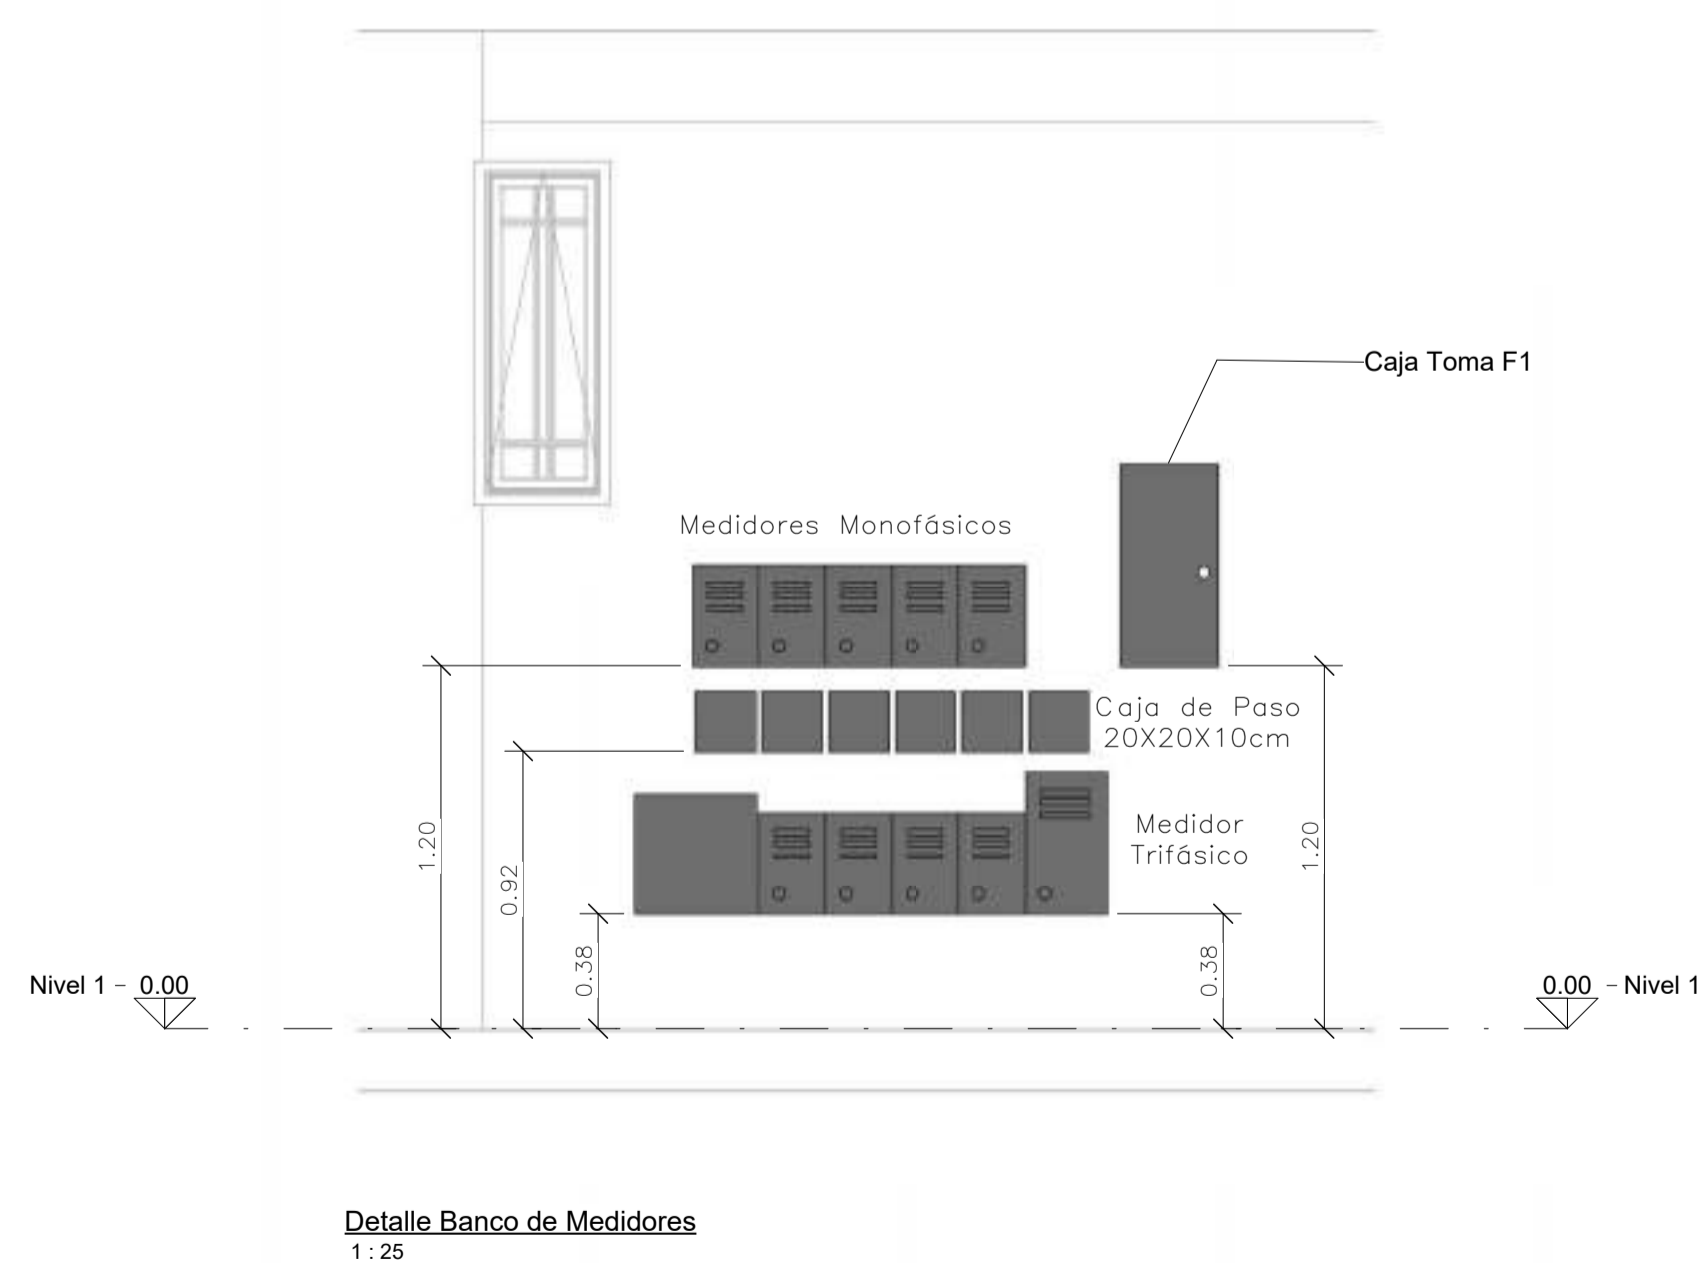 Caja Toma F1
Medidores Monofásicos
Caja de Paso
20X20X10cm
Medidor
Trifásico
1.20
0.92
0.38
0.38
1.20
Nivel 1 - 0.00
0.00 - Nivel 1
Detalle Banco de Medidores
1 : 25